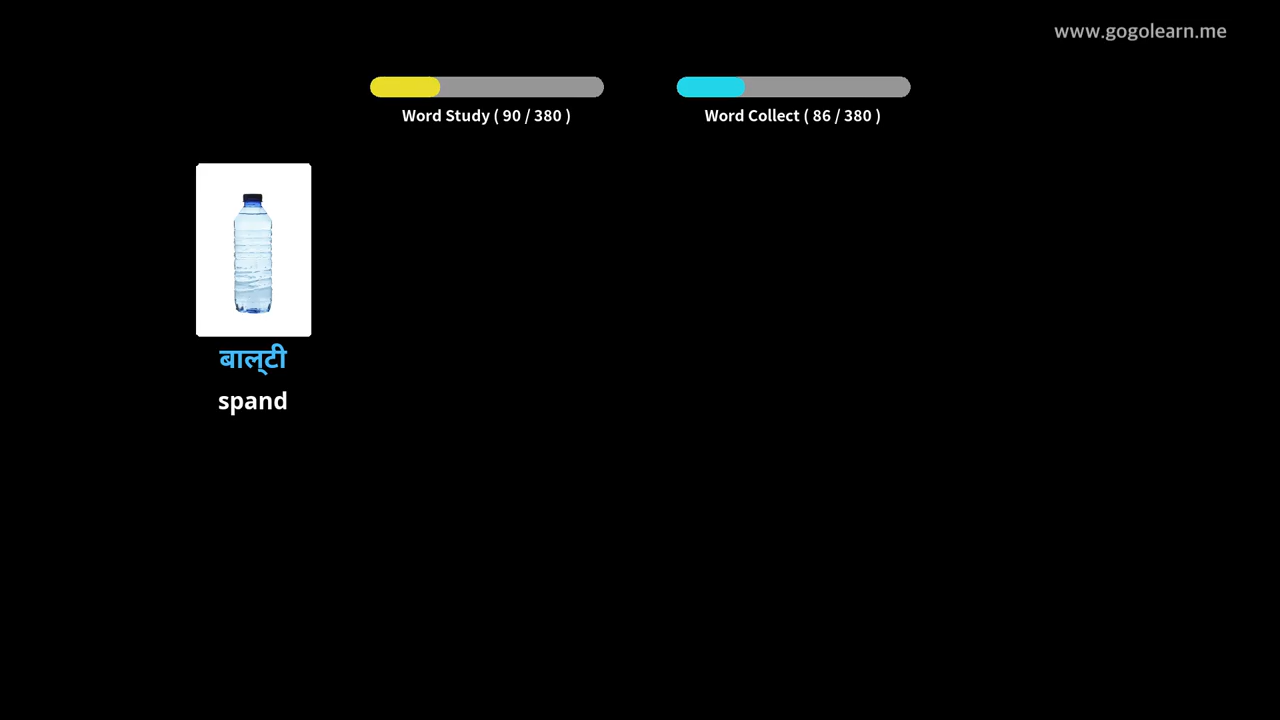 www.gogolearn.me
Word Study ( 90 / 380 )
Word Collect ( 86 / 380 )
बाल्टी
spand